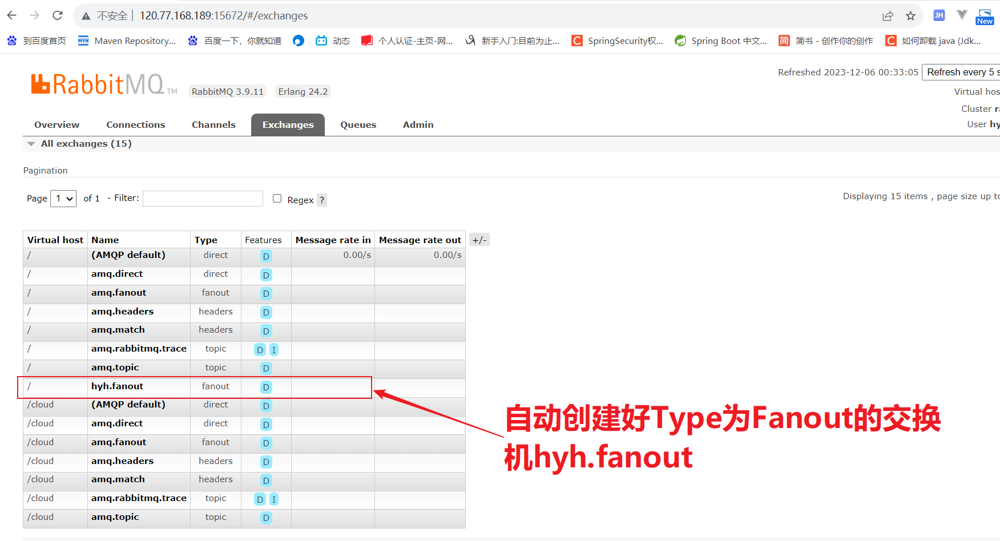 不安全 120.77.168.189:15672/#/exchanges
JH
New
到百度首页 MVN Maven Repository... 百度一下，你就知道 动态 个人认证-主页-网... 新手入门:目前为止... C SpringSecurity权... Spring Boot 中文... 简 简书 - 创作你的创作 C 如何卸载 java (Jdk...
RabbitMQ TM RabbitMQ 3.9.11 Erlang 24.2
Refreshed 2023-12-06 00:33:05 Refresh every 5 s
Virtual hos
Cluster ra
User hy
Overview Connections Channels Exchanges Queues Admin
All exchanges (15)
Pagination
Page 1 of 1 - Filter: Regex ?
Displaying 15 items , page size up to
Virtual host Name Type Features Message rate in Message rate out +/-
/ (AMQP default) direct D 0.00/s 0.00/s
/ amq.direct direct D
/ amq.fanout fanout D
/ amq.headers headers D
/ amq.match headers D
/ amq.rabbitmq.trace topic D I
/ amq.topic topic D
/ hyh.fanout fanout D
/cloud (AMQP default) direct D
/cloud amq.direct direct D
/cloud amq.fanout fanout D
/cloud amq.headers headers D
/cloud amq.match headers D
/cloud amq.rabbitmq.trace topic D I
/cloud amq.topic topic D
自动创建好Type为Fanout的交换
机hyh.fanout